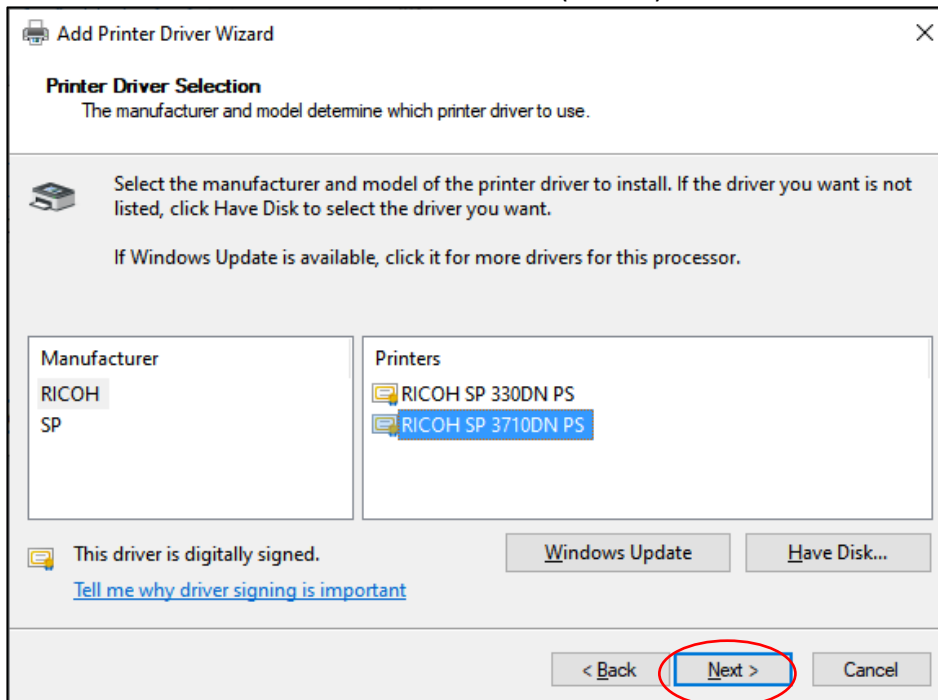 Add Printer Driver Wizard
Printer Driver Selection
The manufacturer and model determine which printer driver to use.
Select the manufacturer and model of the printer driver to install. If the driver you want is not
listed, click Have Disk to select the driver you want.
If Windows Update is available, click it for more drivers for this processor.
Manufacturer
RICOH
SP
Printers
RICOH SP 330DN PS
RICOH SP 3710DN PS
This driver is digitally signed.
Tell me why driver signing is important
Windows Update
Have Disk...
< Back
Next >
Cancel